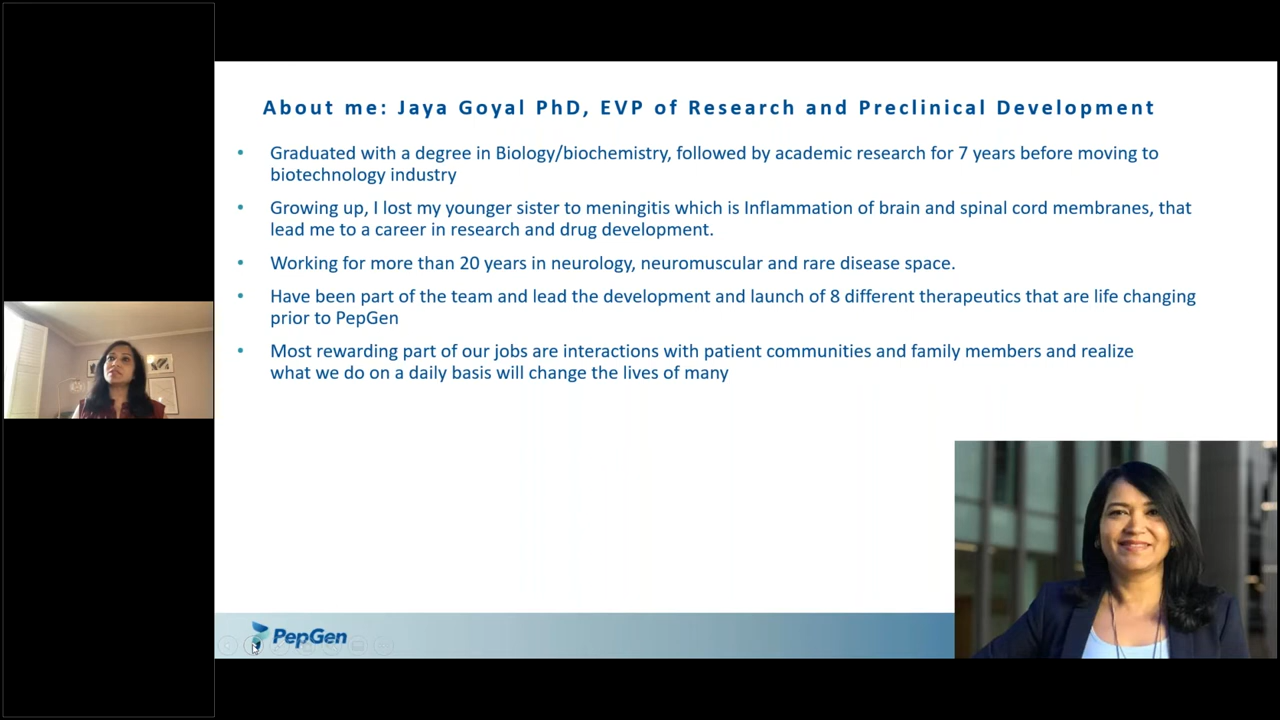 About me: Jaya Goyal PhD, EVP of Research and Preclinical Development
• Graduated with a degree in Biology/biochemistry, followed by academic research for 7 years before moving to
biotechnology industry
• Growing up, I lost my younger sister to meningitis which is Inflammation of brain and spinal cord membranes, that
lead me to a career in research and drug development.
• Working for more than 20 years in neurology, neuromuscular and rare disease space.
• Have been part of the team and lead the development and launch of 8 different therapeutics that are life changing
prior to PepGen
• Most rewarding part of our jobs are interactions with patient communities and family members and realize
what we do on a daily basis will change the lives of many
PepGen